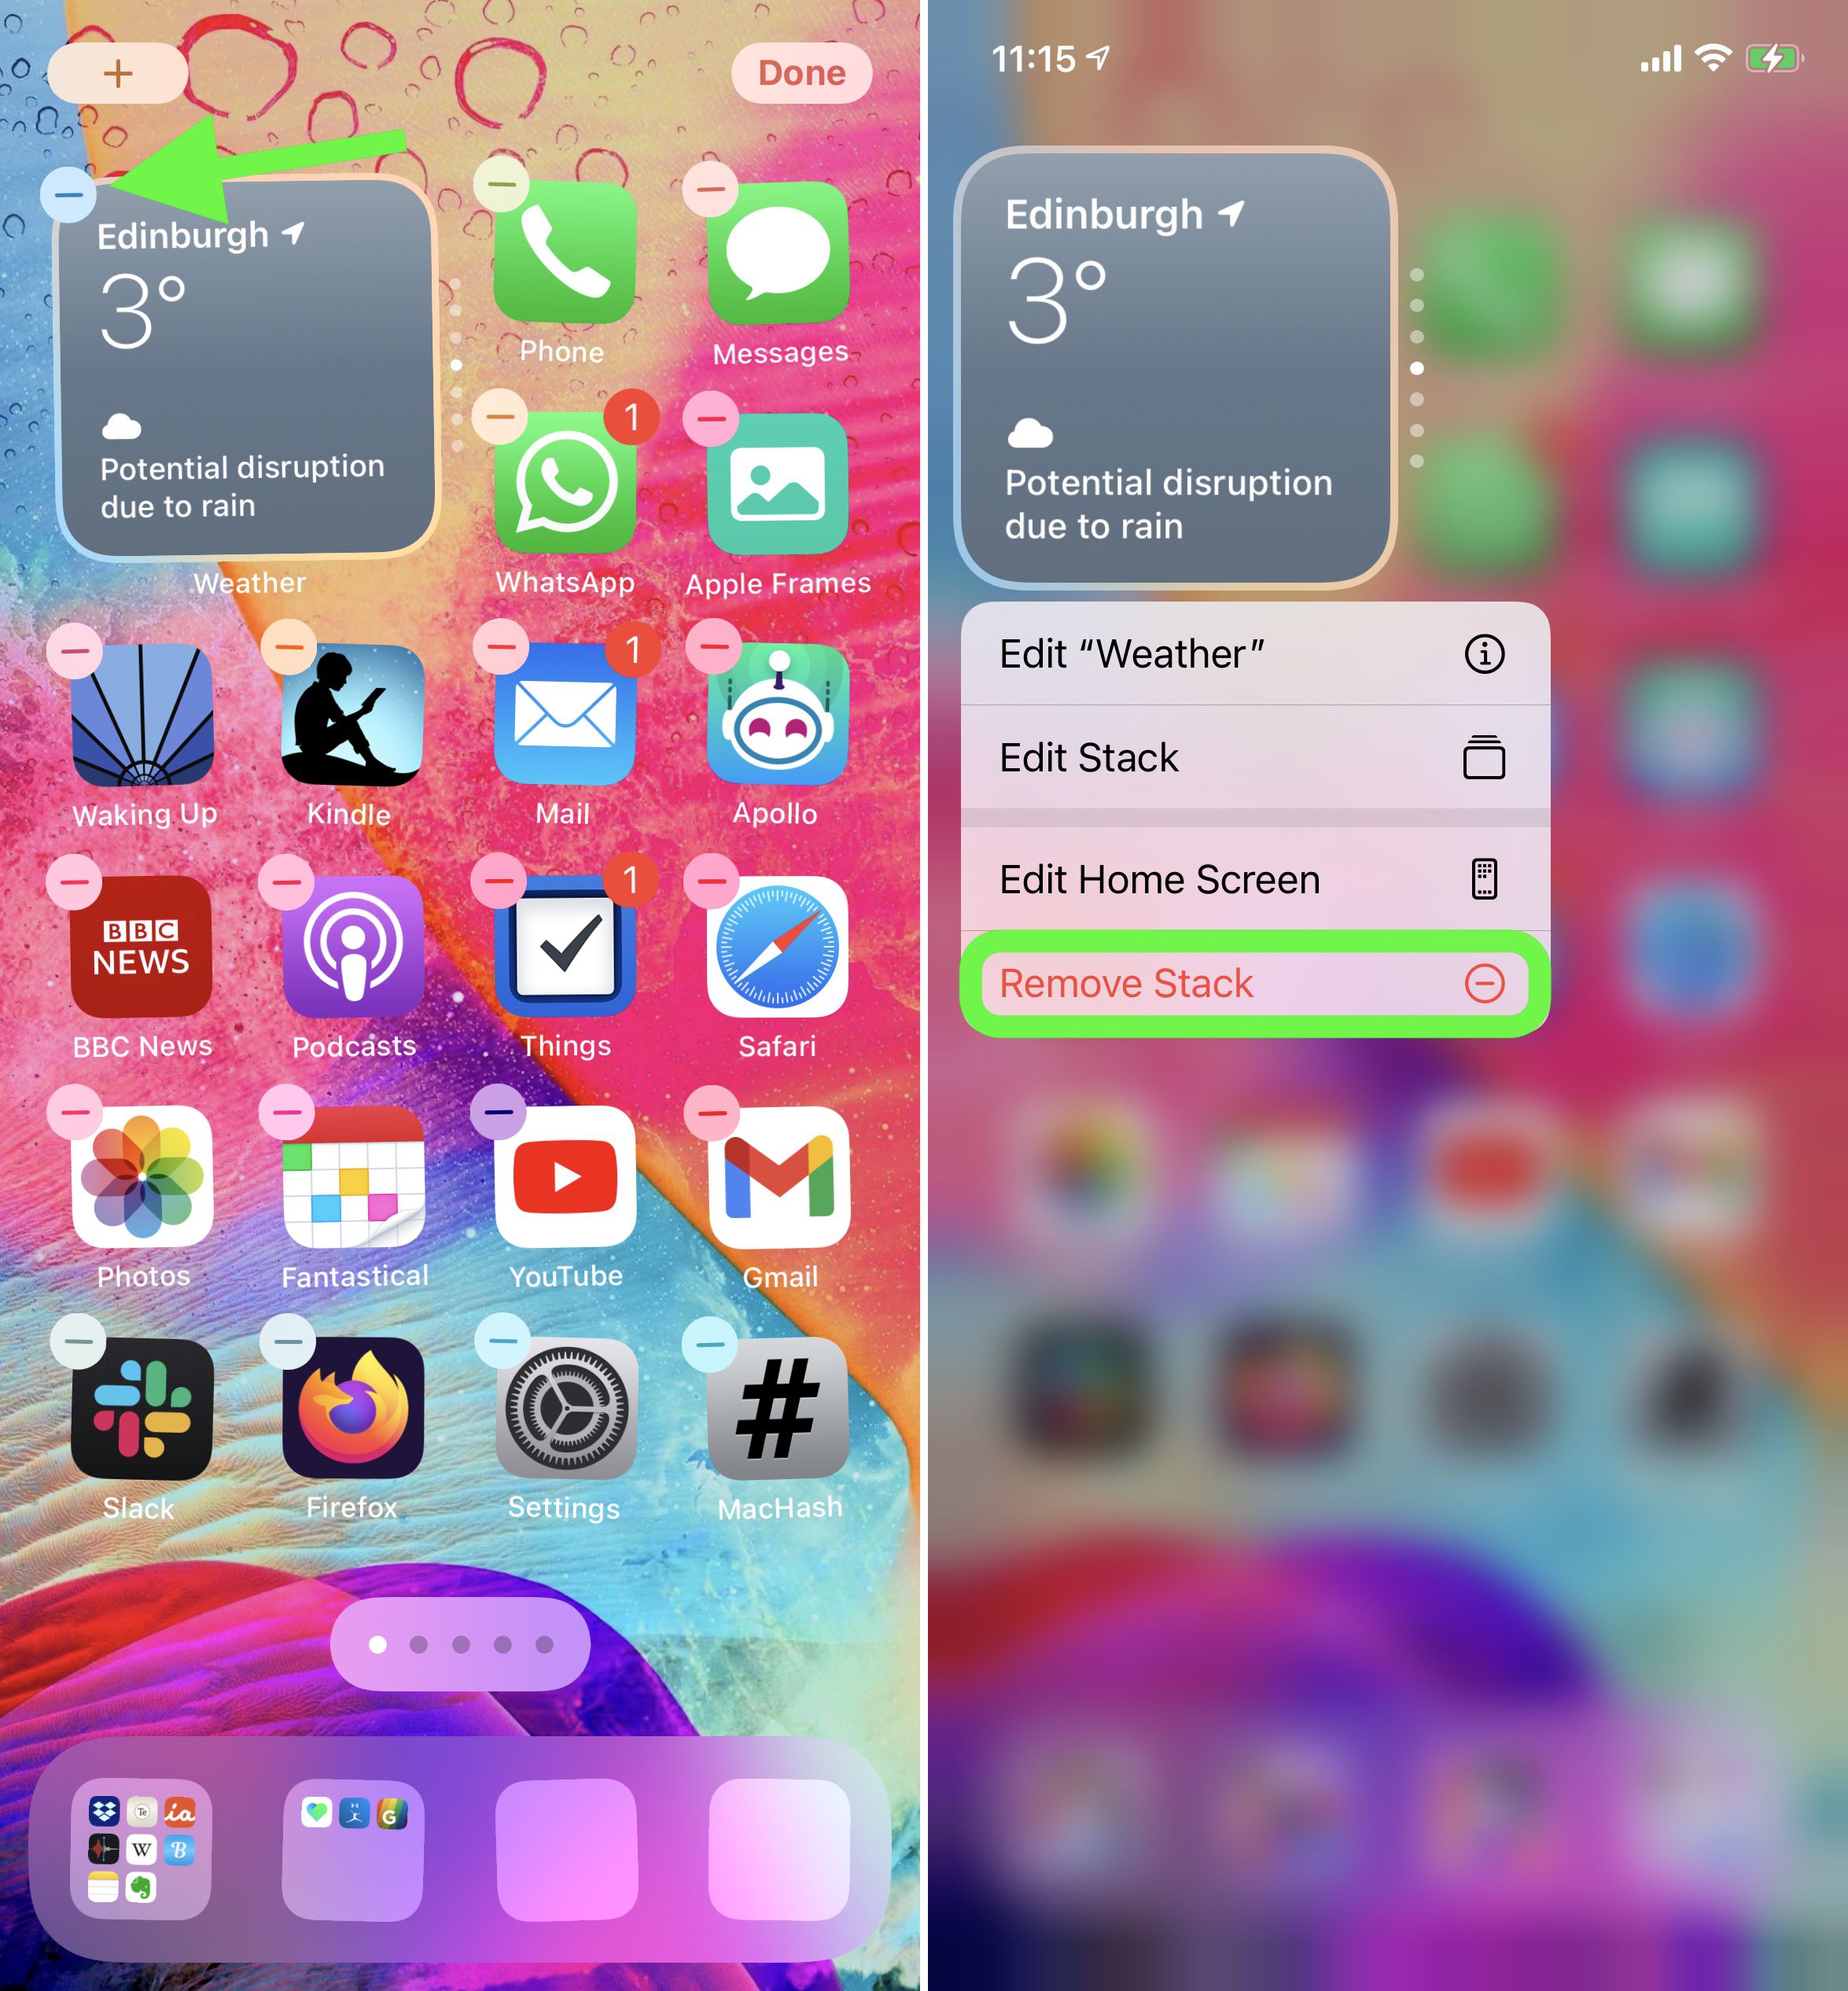 +
Done
Edinburgh
3°
Potential disruption
due to rain
Weather
Phone
Messages
1
WhatsApp
Apple Frames
Waking Up
Kindle
1
Mail
Apollo
BBC
NEWS
BBC News
Podcasts
1
Things
Safari
Photos
Fantastical
YouTube
Gmail
Slack
Firefox
Settings
#
MacHash
Te
ia
W
B
G
11:15
Edinburgh
3°
Potential disruption
due to rain
Edit “Weather”
Edit Stack
Edit Home Screen
Remove Stack